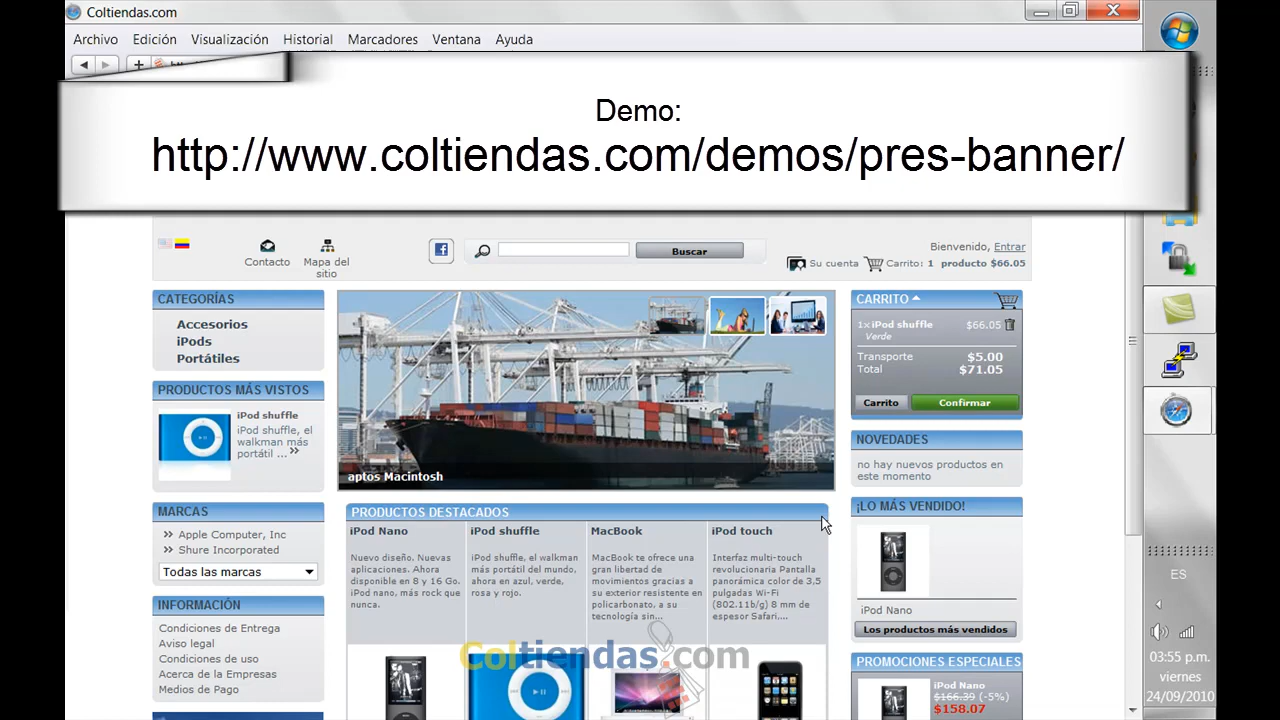 Coltiendas.com
Archivo Edición Visualización Historial Marcadores Ventana Ayuda
Demo:
http://www.coltiendas.com/demos/pres-banner/
Contacto
Mapa del
sitio
Buscar
Bienvenido, Entrar
Su cuenta
Carrito: 1 producto $66.05
CATEGORÍAS
Accesorios
iPods
Portátiles
PRODUCTOS MÁS VISTOS
iPod shuffle
iPod shuffle, el
walkman más
portátil ... »
MARCAS
» Apple Computer, Inc
» Shure Incorporated
Todas las marcas
INFORMACIÓN
Condiciones de Entrega
Aviso legal
Condiciones de uso
Acerca de la Empresas
Medios de Pago
aptos Macintosh
PRODUCTOS DESTACADOS
iPod Nano
Nuevo diseño. Nuevas
aplicaciones. Ahora
disponible en 8 y 16 Go.
iPod nano, más rock que
nunca.
iPod shuffle
iPod shuffle, el walkman
más portátil del mundo,
ahora en azul, verde,
rosa y rojo.
MacBook
MacBook te ofrece una
gran libertad de
movimientos gracias a
su exterior resistente en
policarbonato, a su
tecnología sin...
iPod touch
Interfaz multi-touch
revolucionaria Pantalla
panorámica color de 3,5
pulgadas Wi-Fi
(802.11b/g) 8 mm de
espesor Safari....
Coltiendas.com
CARRITO
1x iPod shuffle $66.05
Verde
Transporte $5.00
Total $71.05
Carrito Confirmar
NOVEDADES
no hay nuevos productos en
este momento
¡LO MÁS VENDIDO!
iPod Nano
Los productos más vendidos
PROMOCIONES ESPECIALES
iPod Nano
$166.39 (-5%)
$158.07
ES
03:55 p.m.
viernes
24/09/2010